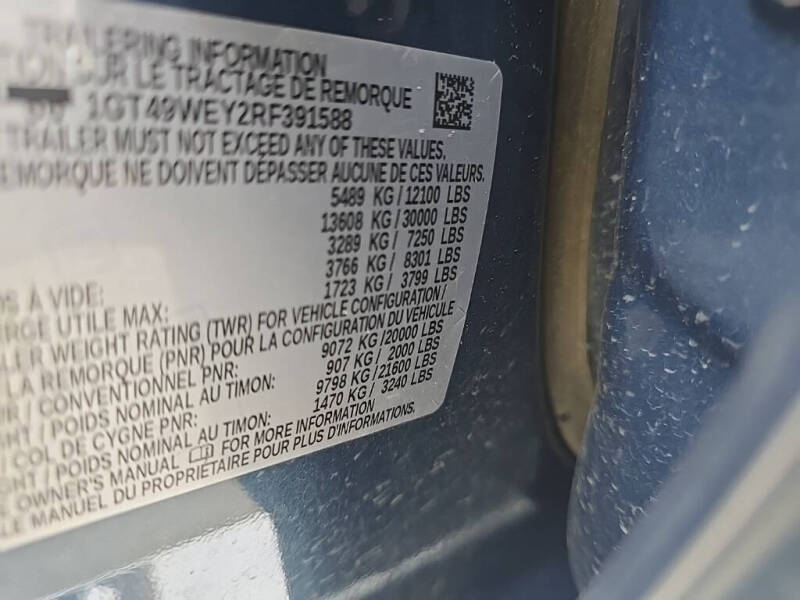 TRAILERING INFORMATION
SUR LE TRACTAGE DE REMORQUE
1GT49WEY2RF391588
TRAILER MUST NOT EXCEED ANY OF THESE VALUES.
REMORQUE NE DOIVENT DÉPASSER AUCUNE DE CES VALEURS.
5489 KG / 12100 LBS
13608 KG / 30000 LBS
3289 KG / 7250 LBS
3766 KG / 8301 LBS
À VIDE: 1723 KG / 3799 LBS
UTILE MAX:
WEIGHT RATING (TWR) FOR VEHICLE CONFIGURATION /
LA REMORQUE (PNR) POUR LA CONFIGURATION DU VÉHICULE
/ CONVENTIONNEL PNR: 9072 KG/20000 LBS
/ POIDS NOMINAL AU TIMON: 907 KG / 2000 LBS
/ COL DE CYGNE PNR: 9798 KG/21600 LBS
/ POIDS NOMINAL AU TIMON: 1470 KG / 3240 LBS
OWNER'S MANUAL FOR MORE INFORMATION
LE MANUEL DU PROPRIÉTAIRE POUR PLUS D'INFORMATIONS.